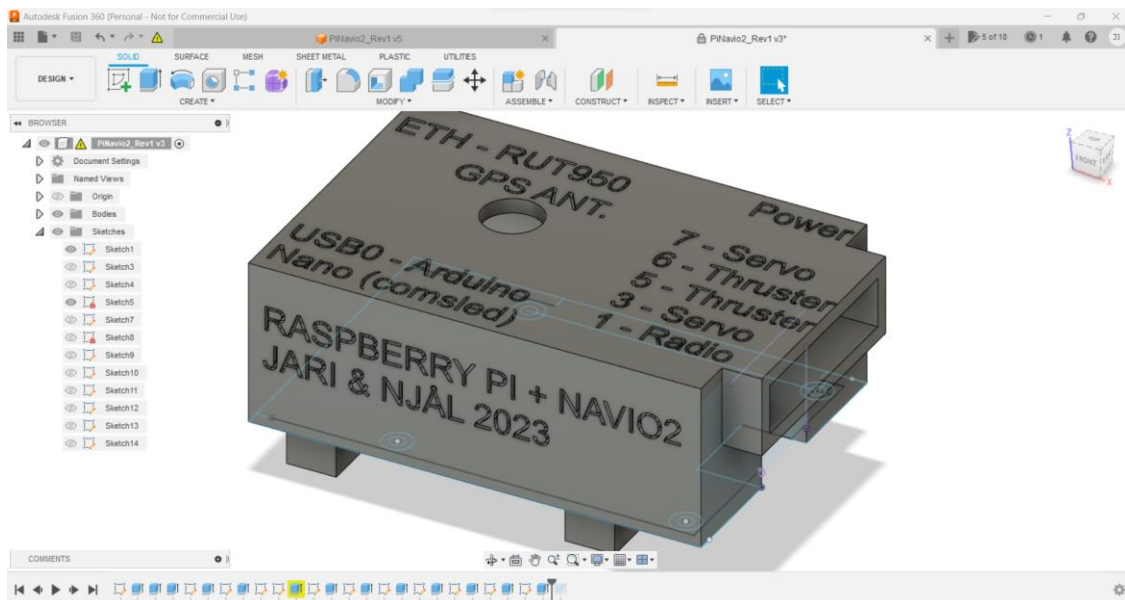 Autodesk Fusion 360 (Personal - Not for Commercial Use)
PiNavio2_Rev1 v5
PiNavio2_Rev1 v3*
5 of 10
1
JI
SOLID
SURFACE
MESH
SHEET METAL
PLASTIC
UTILITIES
DESIGN
CREATE
MODIFY
ASSEMBLE
CONSTRUCT
INSPECT
INSERT
SELECT
BROWSER
PiNavio2_Rev1 v3
Document Settings
Named Views
Origin
Bodies
Sketches
Sketch1
Sketch3
Sketch4
Sketch5
Sketch7
Sketch8
Sketch9
Sketch10
Sketch11
Sketch12
Sketch13
Sketch14
ETH - RUT950
GPS ANT.
Power
7 - Servo
6 - Thruster
5 - Thruster
3 - Servo
1 - Radio
USB0 - Arduino
Nano (comsled)
RASPBERRY PI + NAVIO2
JARI & NJÅL 2023
Z
FRONT
X
COMMENTS